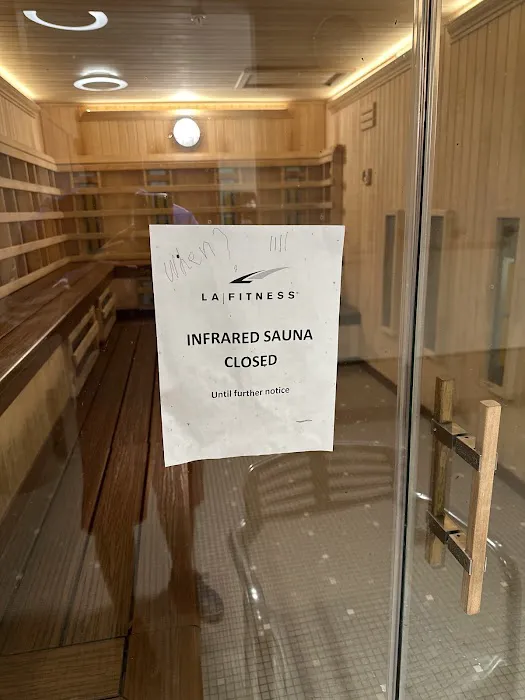 when? ||||
LA|FITNESS
INFRARED SAUNA
CLOSED
Until further notice